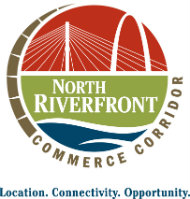 NORTH
RIVERFRONT
COMMERCE CORRIDOR
Location. Connectivity. Opportunity.